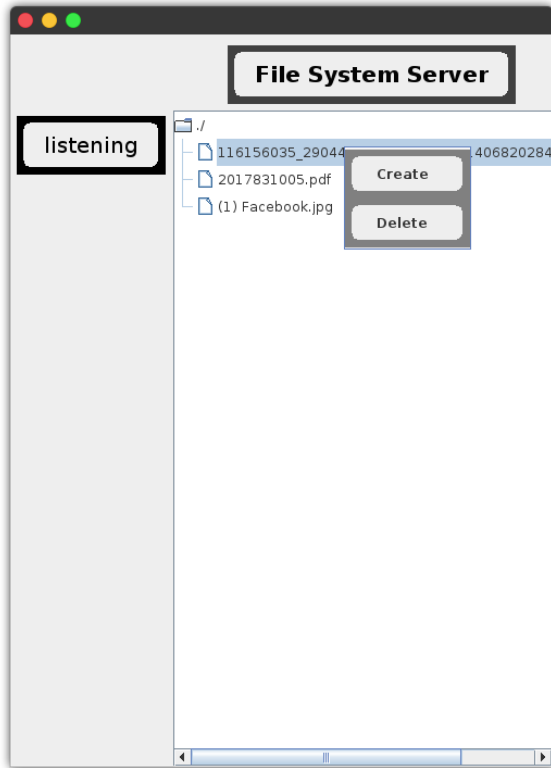 File System Server
listening
./
116156035_29044 406820284
2017831005.pdf
(1) Facebook.jpg
Create
Delete